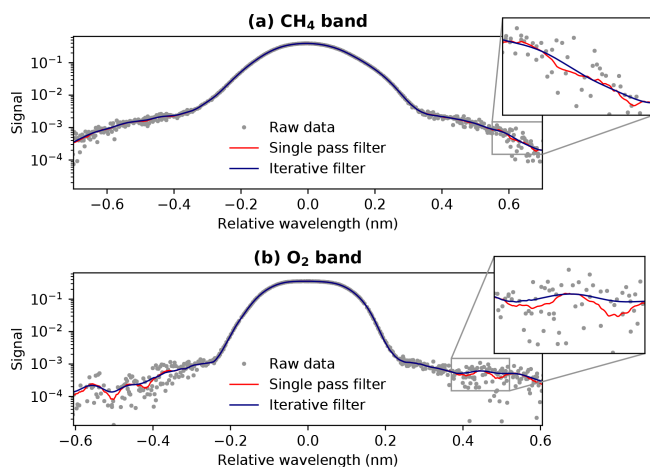 (a) CH₄ band
Signal
10⁻¹
10⁻²
10⁻³
10⁻⁴
Raw data
Single pass filter
Iterative filter
−0.6 −0.4 −0.2 0.0 0.2 0.4 0.6
Relative wavelength (nm)
(b) O₂ band
Signal
10⁻¹
10⁻²
10⁻³
10⁻⁴
Raw data
Single pass filter
Iterative filter
−0.6 −0.4 −0.2 0.0 0.2 0.4 0.6
Relative wavelength (nm)